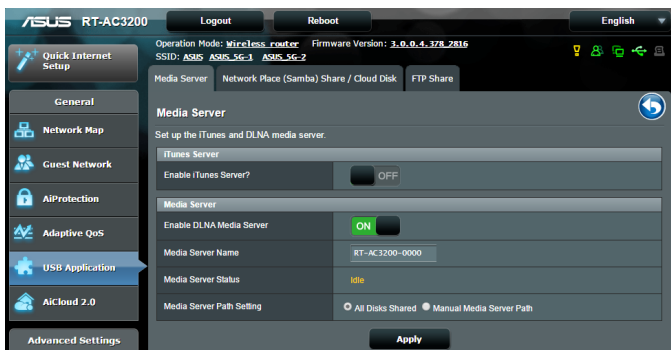 ASUS RT-AC3200 Logout Reboot English
Quick Internet Setup
Operation Mode: Wireless router Firmware Version: 3.0.0.4.378_2816
SSID: ASUS ASUS_5G-1 ASUS_5G-2
Media Server Network Place (Samba) Share / Cloud Disk FTP Share
General
Network Map
Guest Network
AiProtection
Adaptive QoS
USB Application
AiCloud 2.0
Advanced Settings
Media Server
Set up the iTunes and DLNA media server.
iTunes Server
Enable iTunes Server? OFF
Media Server
Enable DLNA Media Server ON
Media Server Name RT-AC3200-0000
Media Server Status Idle
Media Server Path Setting All Disks Shared Manual Media Server Path
Apply